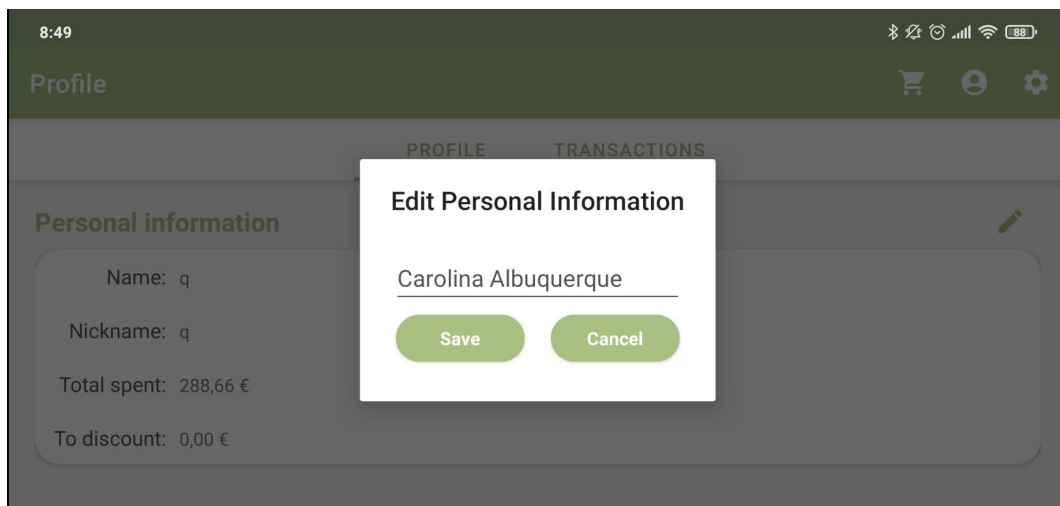 8:49
88
Profile
PROFILE TRANSACTIONS
Edit Personal Information
Personal information
Carolina Albuquerque
Name: q
Nickname: q
Save Cancel
Total spent: 288,66 €
To discount: 0,00 €